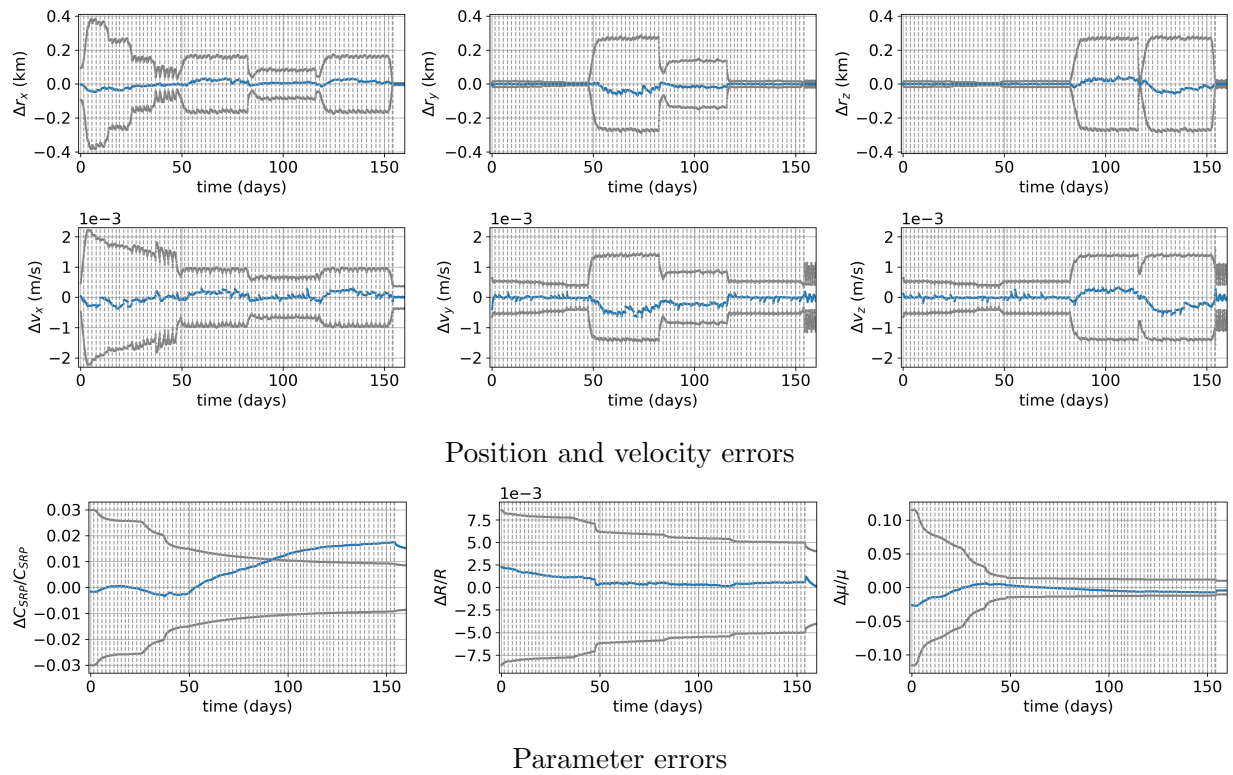 0.4 0.2 0.0 −0.2 −0.4 Δr_x (km) 0 50 100 150 time (days)
0.4 0.2 0.0 −0.2 −0.4 Δr_y (km) 0 50 100 150 time (days)
0.4 0.2 0.0 −0.2 −0.4 Δr_z (km) 0 50 100 150 time (days)
1e−3 2 1 0 −1 −2 Δv_x (m/s) 0 50 100 150 time (days)
1e−3 2 1 0 −1 −2 Δv_y (m/s) 0 50 100 150 time (days)
1e−3 2 1 0 −1 −2 Δv_z (m/s) 0 50 100 150 time (days)
Position and velocity errors
0.03 0.02 0.01 0.00 −0.01 −0.02 −0.03 ΔC_SRP/C_SRP 0 50 100 150 time (days)
1e−3 7.5 5.0 2.5 0.0 −2.5 −5.0 −7.5 ΔR/R 0 50 100 150 time (days)
0.10 0.05 0.00 −0.05 −0.10 Δμ/μ 0 50 100 150 time (days)
Parameter errors